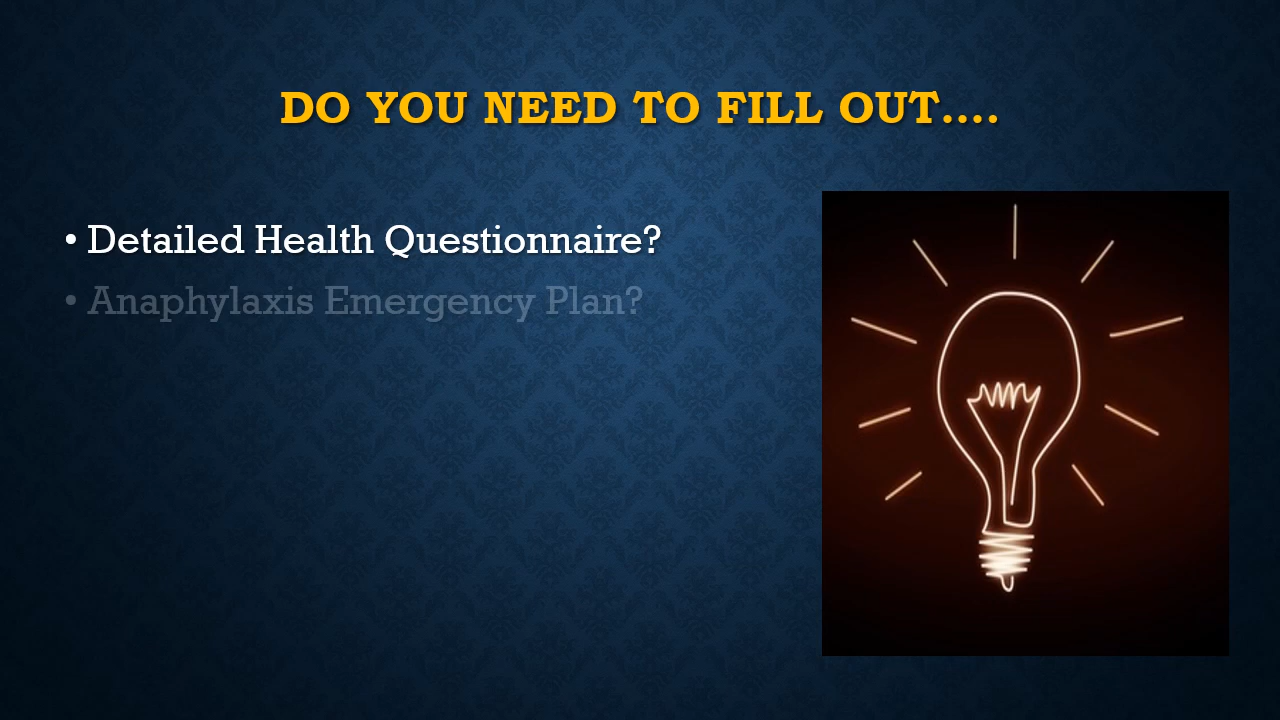 DO YOU NEED TO FILL OUT....
• Detailed Health Questionnaire?
• Anaphylaxis Emergency Plan?